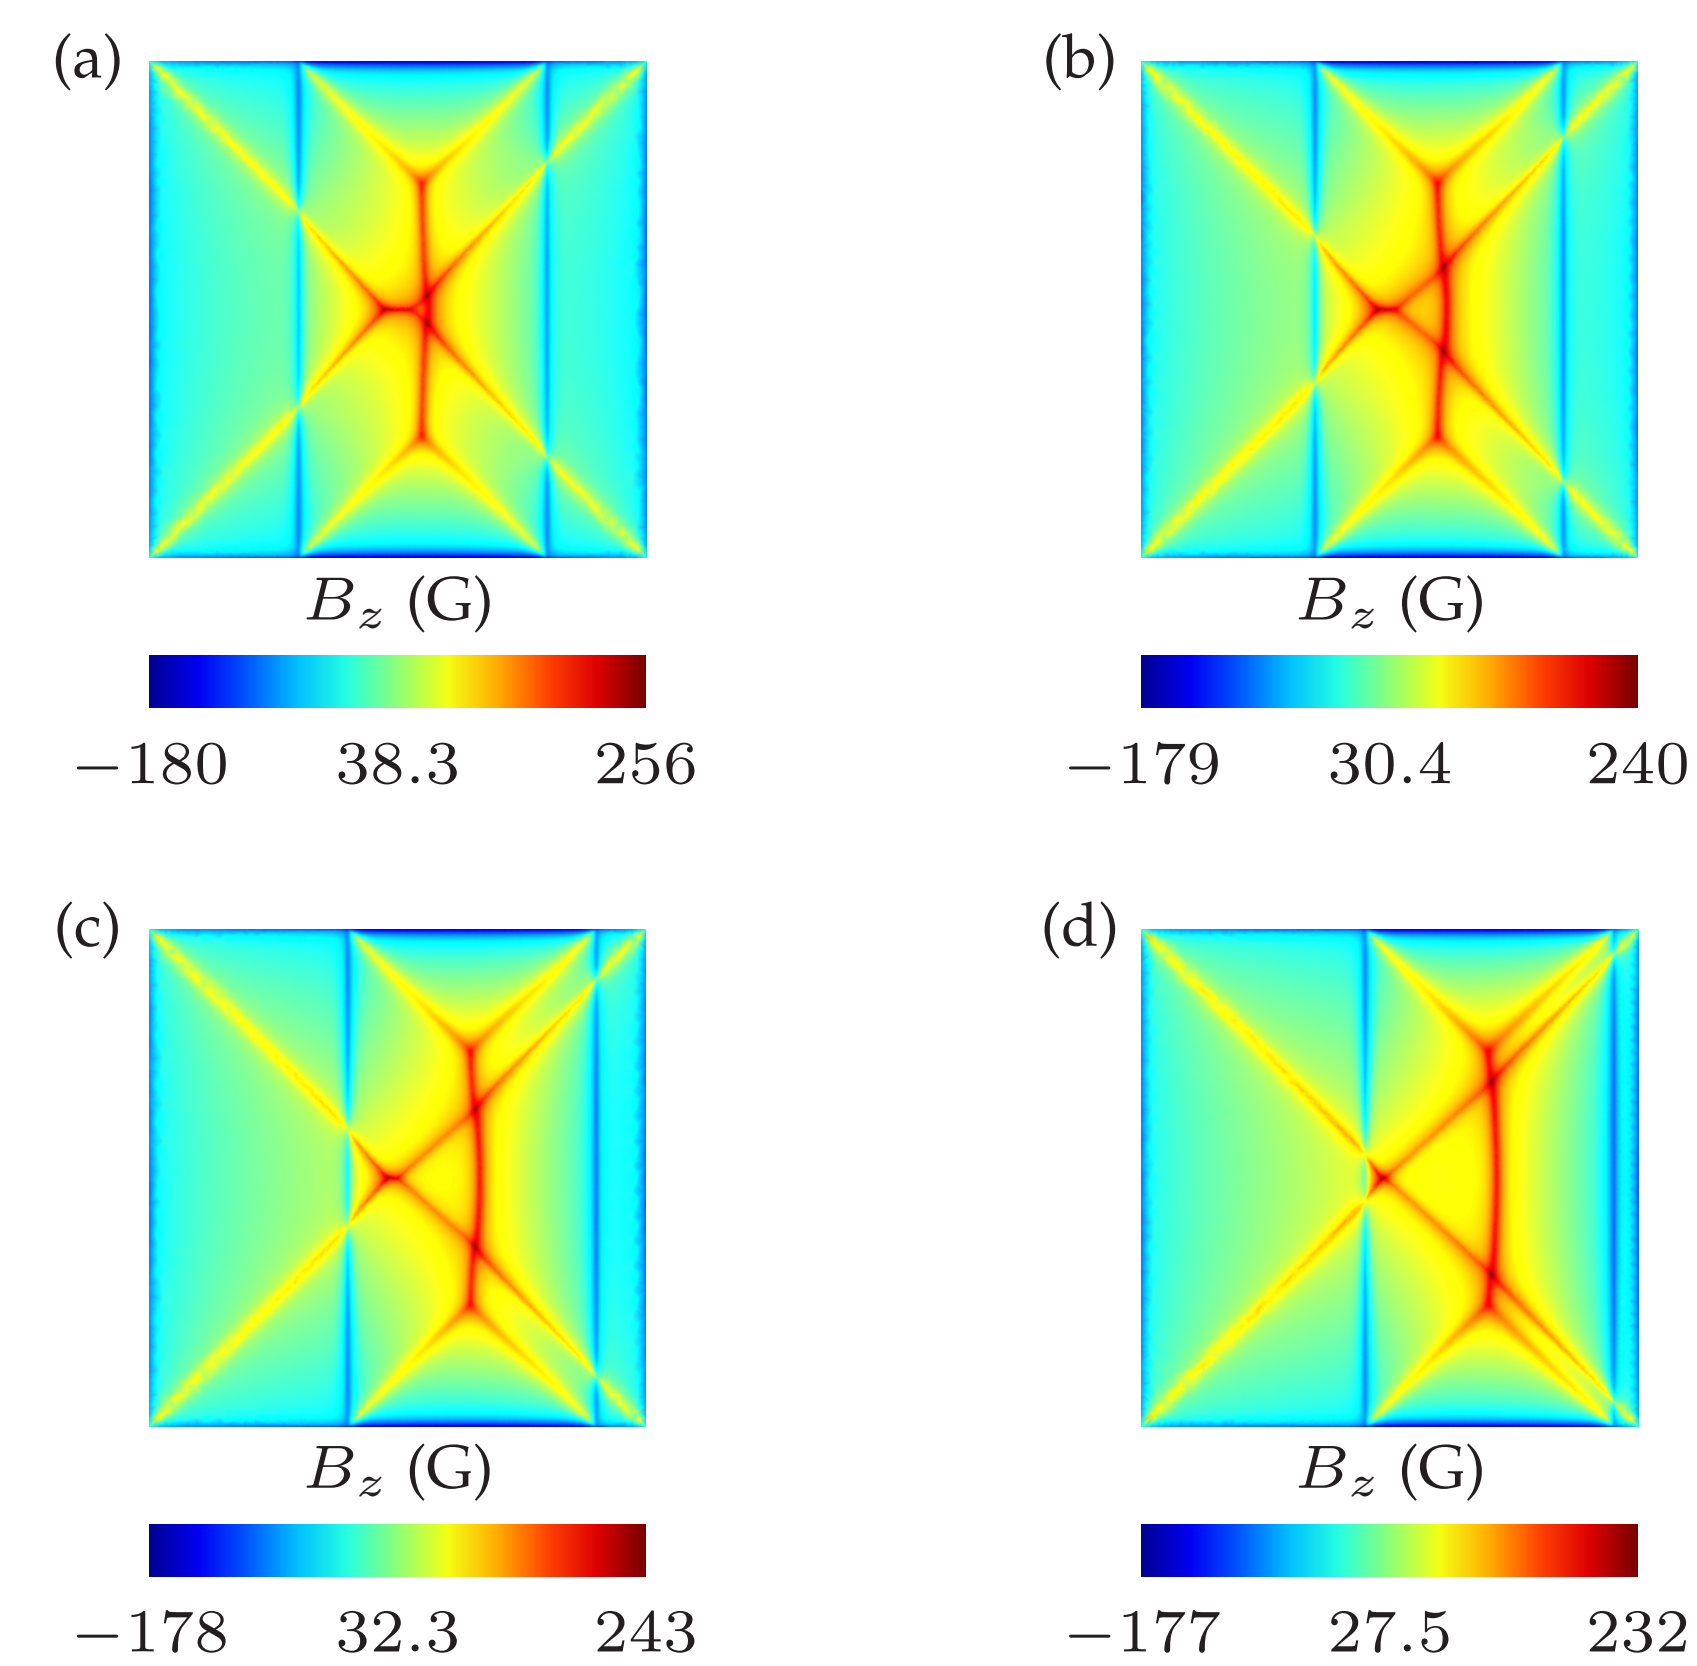 (a) (b)
B_z (G) B_z (G)
−180 38.3 256 −179 30.4 240
(c) (d)
B_z (G) B_z (G)
−178 32.3 243 −177 27.5 232